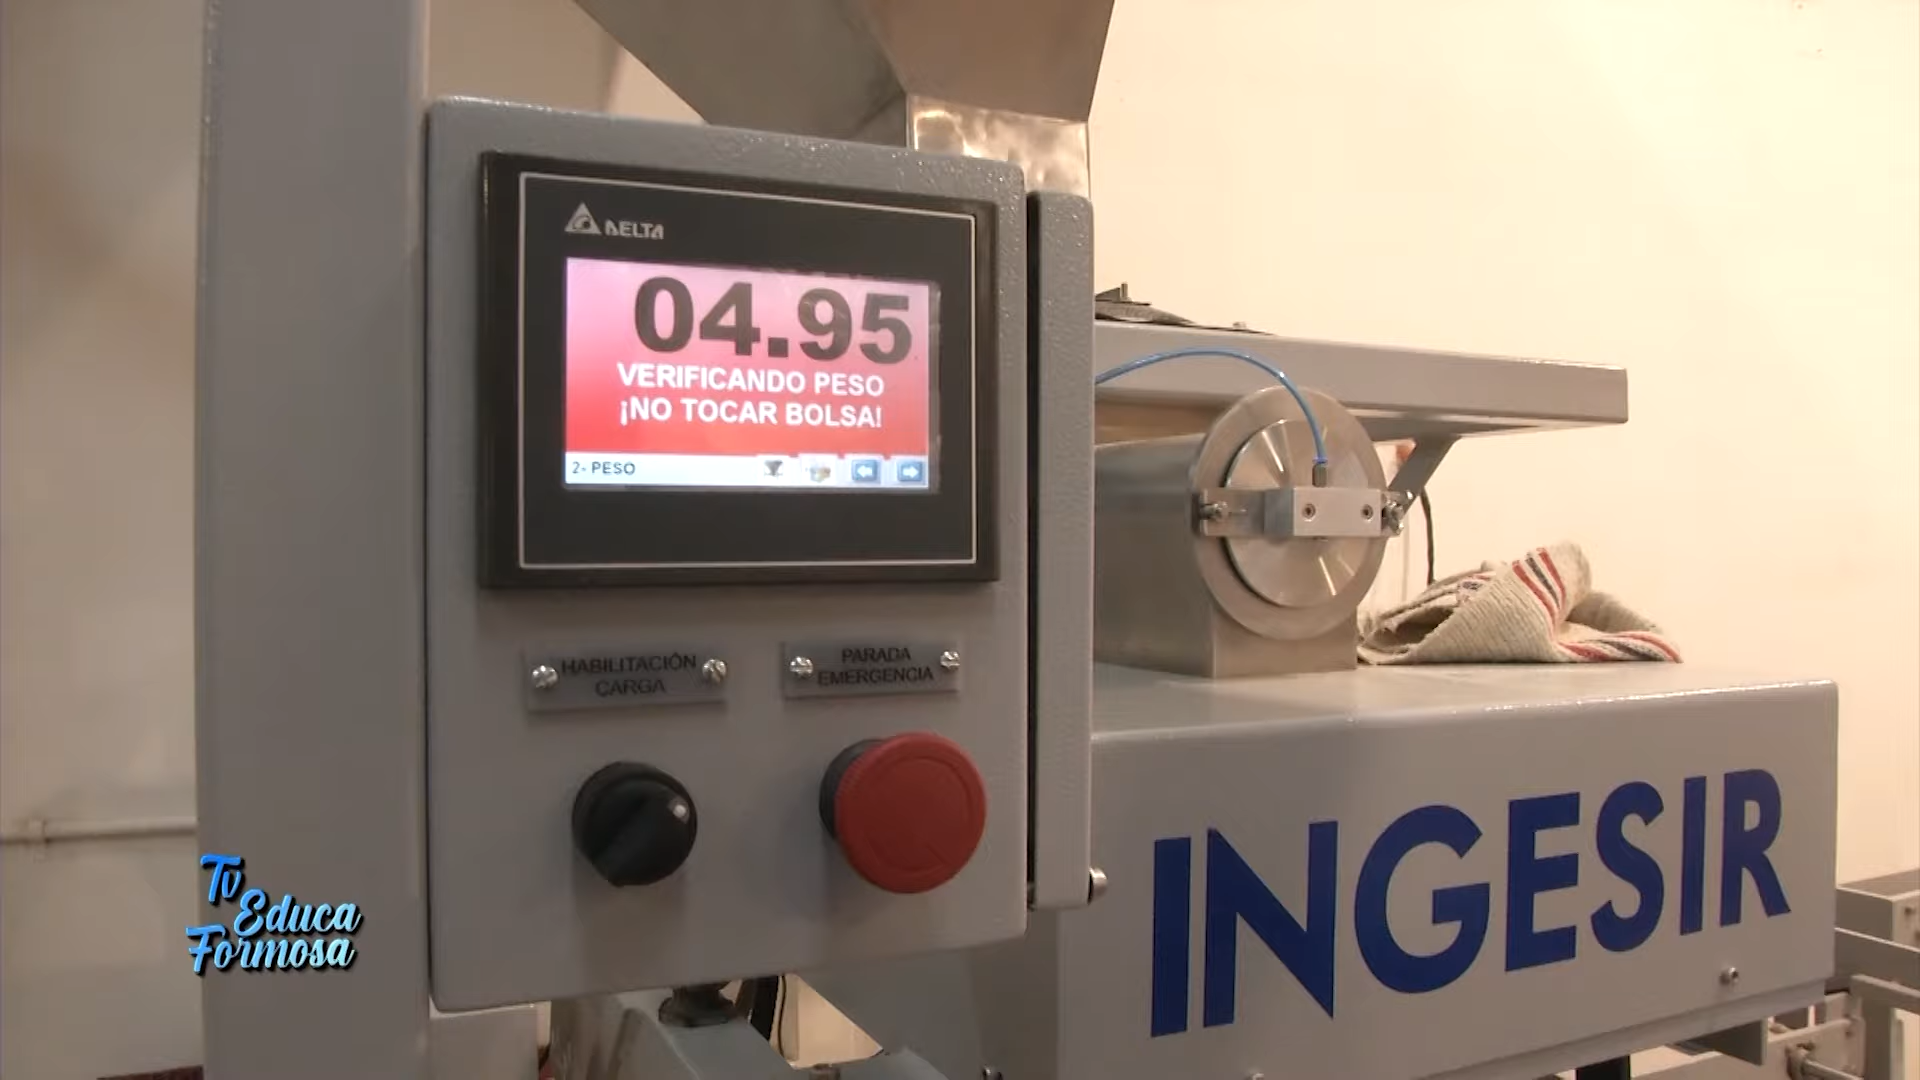 DELTA
04.95
VERIFICANDO PESO
¡NO TOCAR BOLSA!
2- PESO
HABILITACIÓN
CARGA
PARADA
EMERGENCIA
INGESIR
Tv
Educa
Formosa